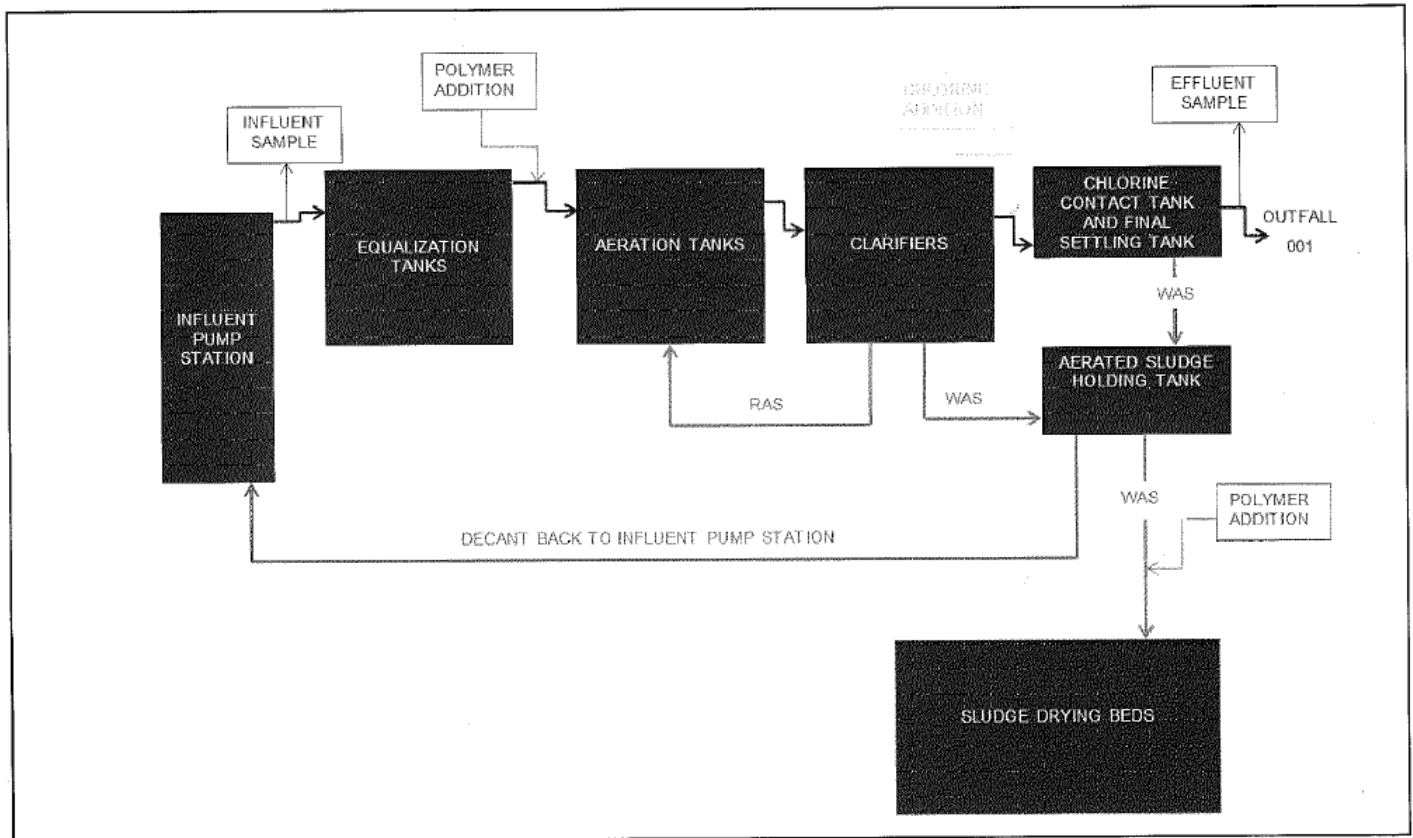 POLYMER
ADDITION
CHLORINE
ADDITION
EFFLUENT
SAMPLE
INFLUENT
SAMPLE
EQUALIZATION
TANKS
AERATION TANKS
CLARIFIERS
CHLORINE
CONTACT TANK
AND FINAL
SETTLING TANK
OUTFALL
001
INFLUENT
PUMP
STATION
WAS
AERATED SLUDGE
HOLDING TANK
RAS
WAS
WAS
POLYMER
ADDITION
DECANT BACK TO INFLUENT PUMP STATION
SLUDGE DRYING BEDS